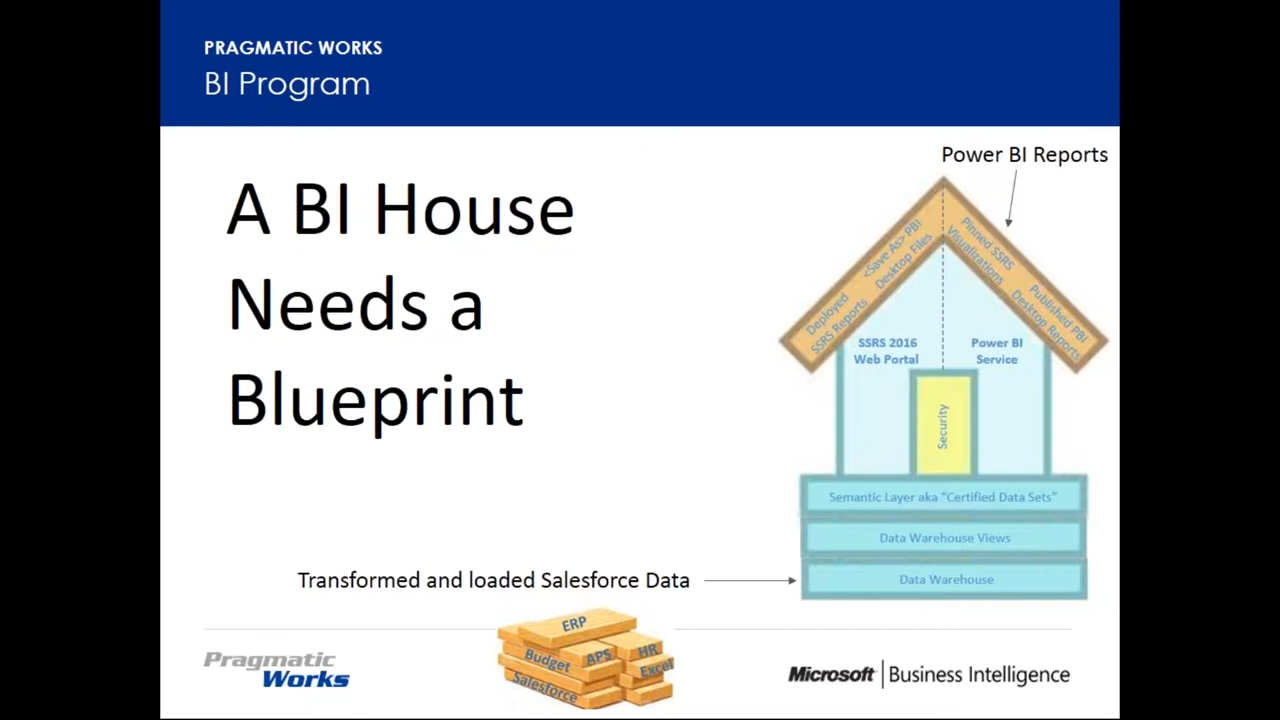 PRAGMATIC WORKS
BI Program
A BI House
Needs a
Blueprint
Power BI Reports
Deployed
SSRS Reports
<Save As> PBI
Desktop Files
Pinned SSRS
Visualizations
Published PBI
Desktop Reports
SSRS 2016
Web Portal
Power BI
Service
Security
Semantic Layer aka “Certified Data Sets”
Data Warehouse Views
Data Warehouse
Transformed and loaded Salesforce Data
ERP
Budget
APS
HR
Excel
Salesforce
Pragmatic
Works
Microsoft | Business Intelligence